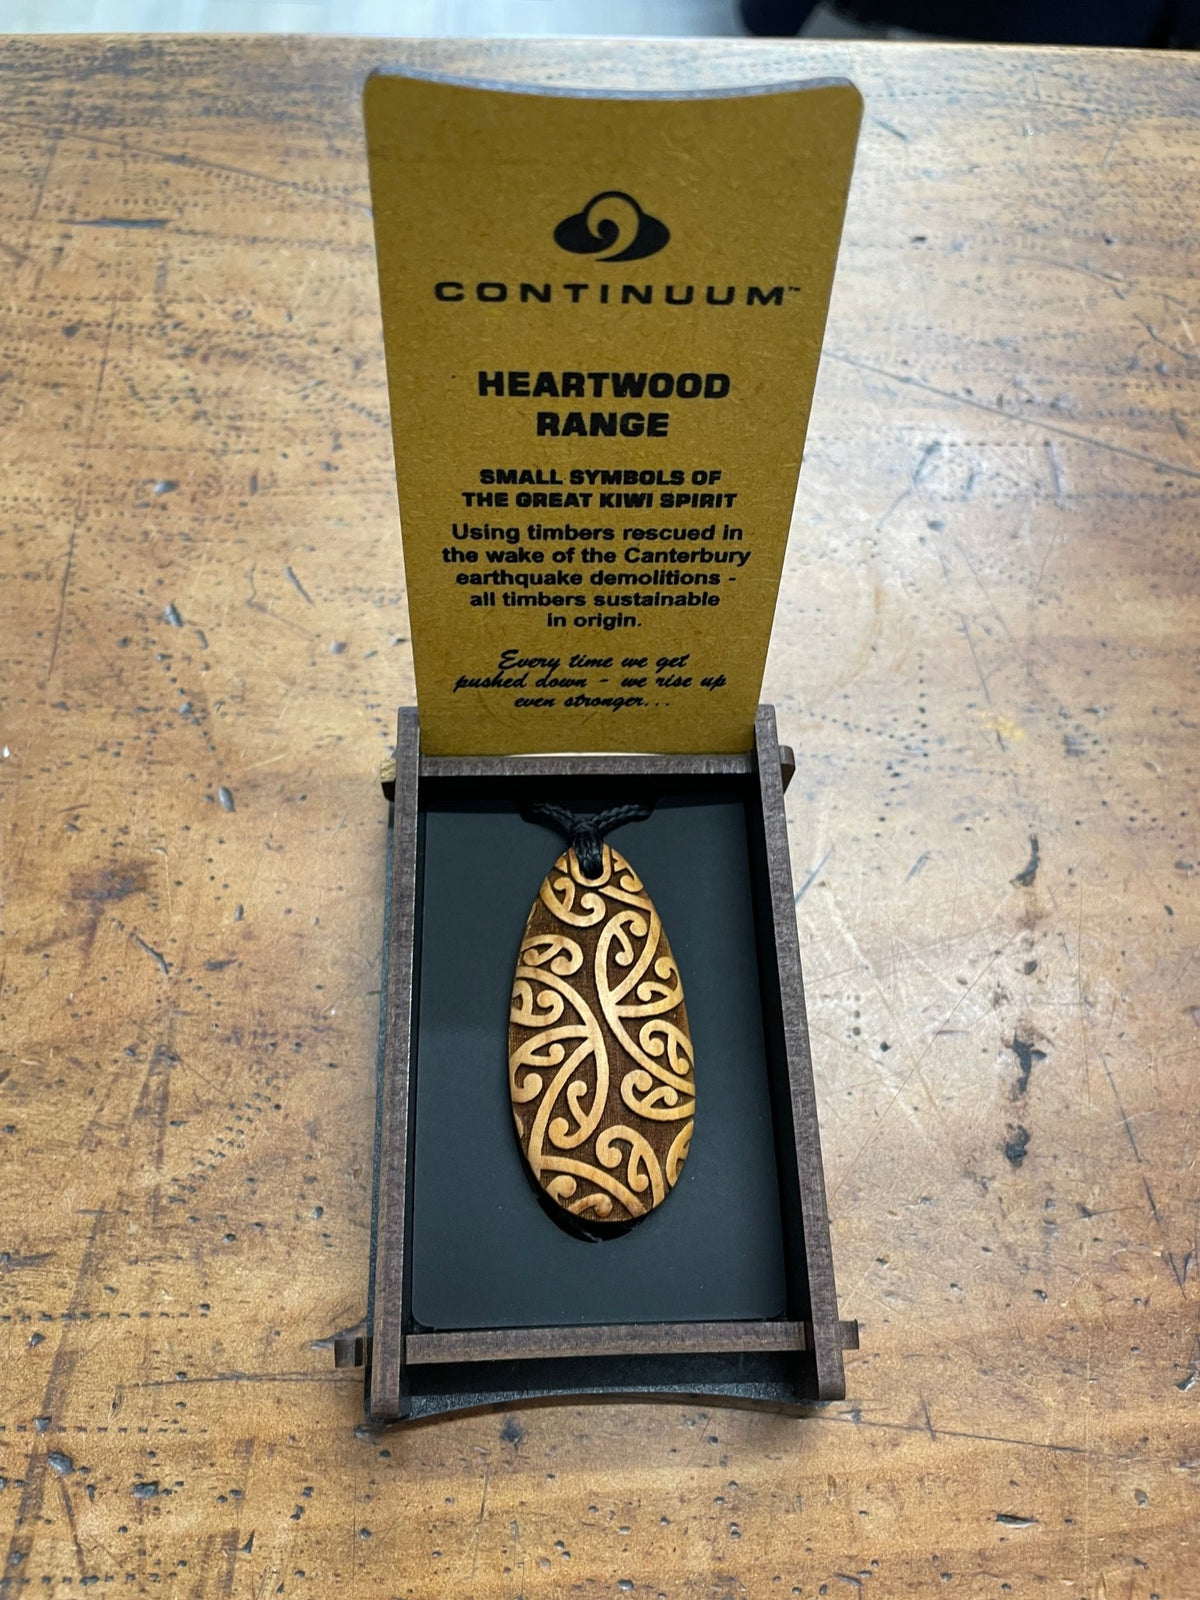 CONTINUUM™
HEARTWOOD
RANGE
SMALL SYMBOLS OF
THE GREAT KIWI SPIRIT
Using timbers rescued in
the wake of the Canterbury
earthquake demolitions -
all timbers sustainable
in origin.
Every time we get
pushed down - we rise up
even stronger...